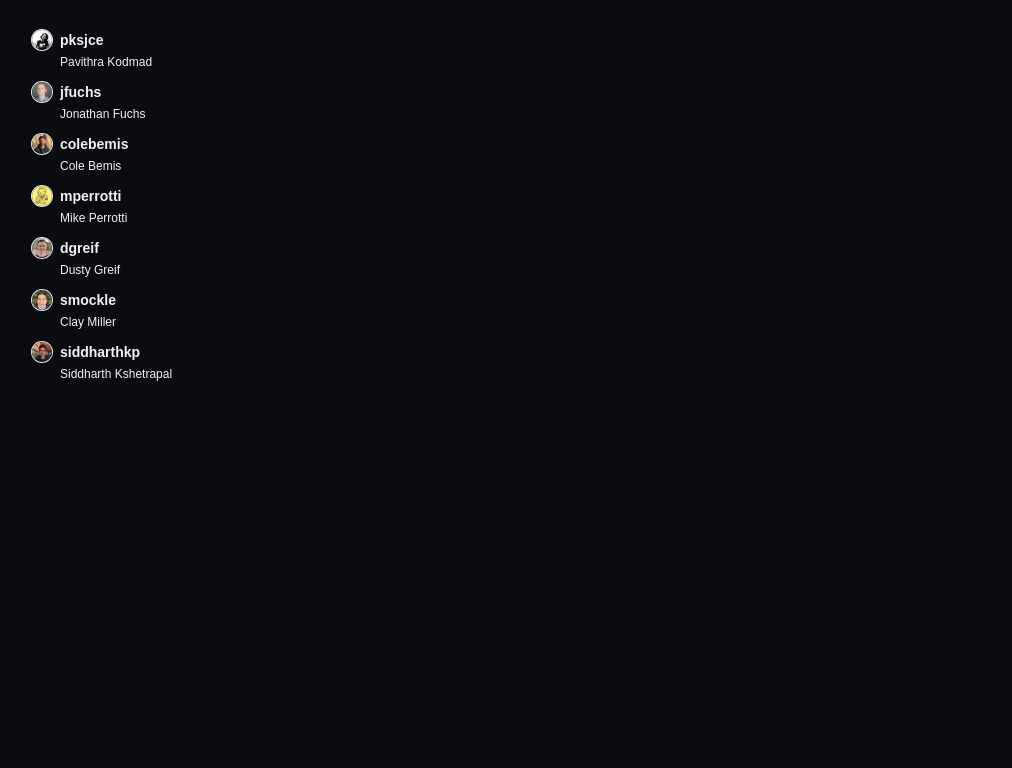 pksjce
Pavithra Kodmad
jfuchs
Jonathan Fuchs
colebemis
Cole Bemis
mperrotti
Mike Perrotti
dgreif
Dusty Greif
smockle
Clay Miller
siddharthkp
Siddharth Kshetrapal